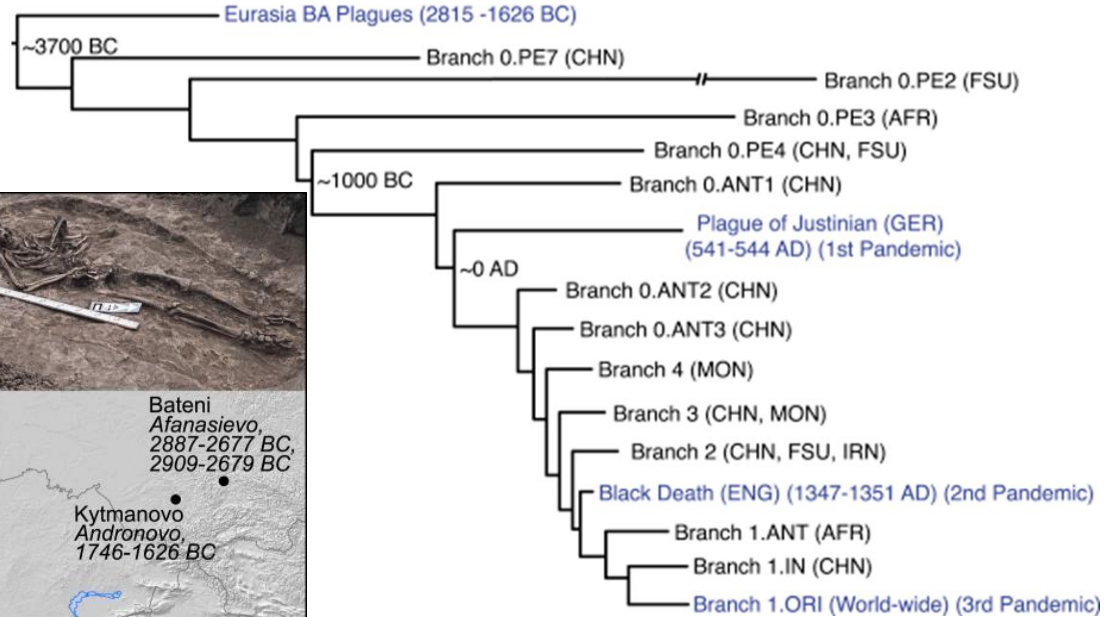 Eurasia BA Plagues (2815 -1626 BC)
~3700 BC
Branch 0.PE7 (CHN)
Branch 0.PE2 (FSU)
Branch 0.PE3 (AFR)
Branch 0.PE4 (CHN, FSU)
~1000 BC
Branch 0.ANT1 (CHN)
Plague of Justinian (GER)
(541-544 AD) (1st Pandemic)
~0 AD
Branch 0.ANT2 (CHN)
Branch 0.ANT3 (CHN)
Branch 4 (MON)
Branch 3 (CHN, MON)
Branch 2 (CHN, FSU, IRN)
Black Death (ENG) (1347-1351 AD) (2nd Pandemic)
Branch 1.ANT (AFR)
Branch 1.IN (CHN)
Branch 1.ORI (World-wide) (3rd Pandemic)
Bateni
Afanasievo,
2887-2677 BC,
2909-2679 BC
Kytmanovo
Andronovo,
1746-1626 BC